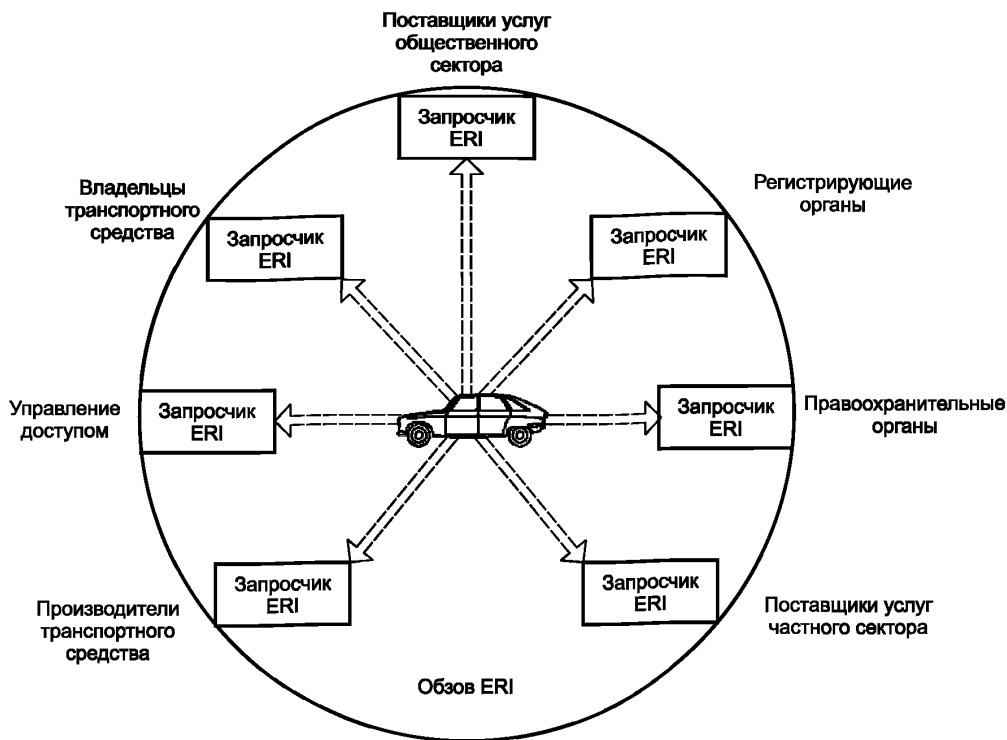 Поставщики услуг
общественного
сектора
Запросчик
ERI
Владельцы
транспортного
средства
Запросчик
ERI
Регистрирующие
органы
Запросчик
ERI
Управление
доступом
Запросчик
ERI
Правоохранительные
органы
Запросчик
ERI
Производители
транспортного
средства
Запросчик
ERI
Поставщики услуг
частного сектора
Запросчик
ERI
Обзов ERI